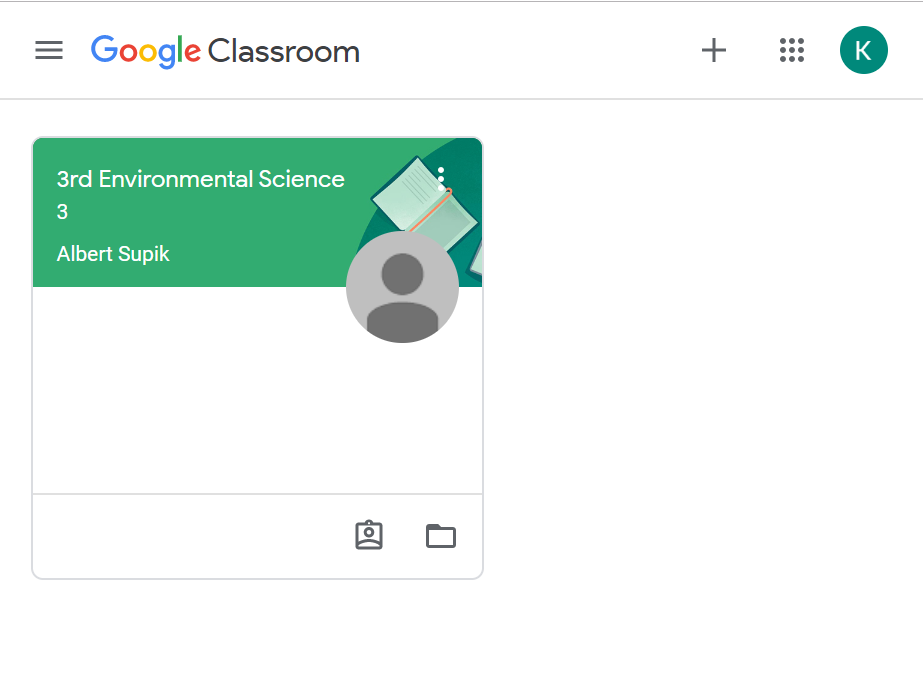 Google Classroom
K
3rd Environmental Science
3
Albert Supik